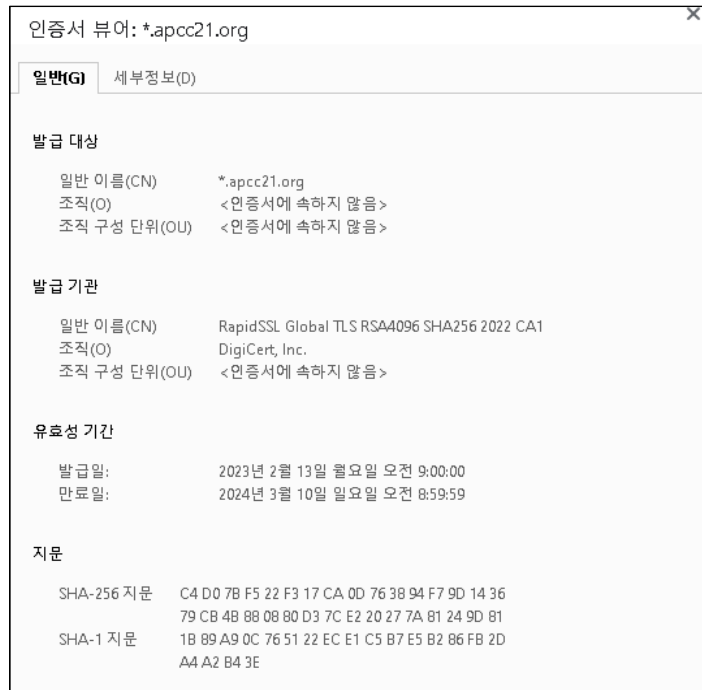 인증서 뷰어: *.apcc21.org
일반(G) 세부정보(D)
발급 대상
일반 이름(CN) *.apcc21.org
조직(O) <인증서에 속하지 않음>
조직 구성 단위(OU) <인증서에 속하지 않음>
발급 기관
일반 이름(CN) RapidSSL Global TLS RSA4096 SHA256 2022 CA1
조직(O) DigiCert, Inc.
조직 구성 단위(OU) <인증서에 속하지 않음>
유효성 기간
발급일: 2023년 2월 13일 월요일 오전 9:00:00
만료일: 2024년 3월 10일 일요일 오전 8:59:59
지문
SHA-256 지문 C4 D0 7B F5 22 F3 17 CA 0D 76 38 94 F7 9D 14 36
79 CB 4B 88 08 80 D3 7C E2 20 27 7A 81 24 9D 81
SHA-1 지문 1B 89 A9 0C 76 51 22 EC E1 C5 B7 E5 B2 86 FB 2D
A4 A2 B4 3E